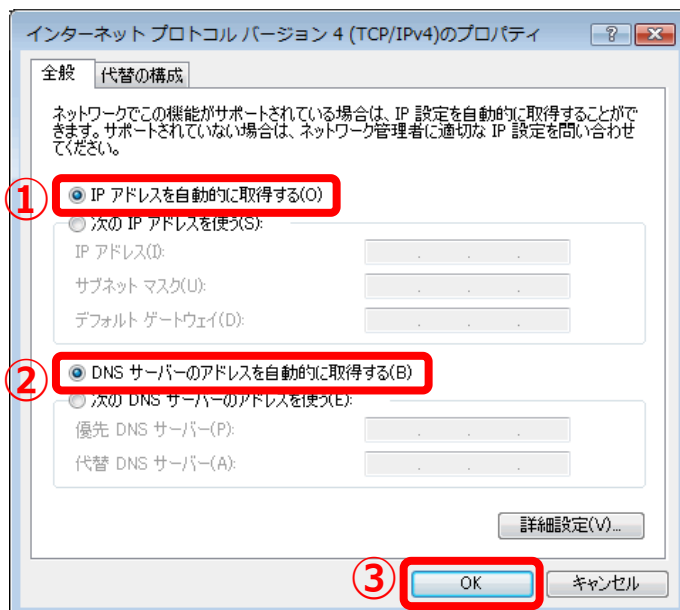 インターネット プロトコル バージョン 4 (TCP/IPv4)のプロパティ
全般
代替の構成
ネットワークでこの機能がサポートされている場合は、IP 設定を自動的に取得することがで
きます。サポートされていない場合は、ネットワーク管理者に適切な IP 設定を問い合わせ
てください。
① IP アドレスを自動的に取得する(O)
次の IP アドレスを使う(S):
IP アドレス(I):
サブネット マスク(U):
デフォルト ゲートウェイ(D):
② DNS サーバーのアドレスを自動的に取得する(B)
次の DNS サーバーのアドレスを使う(E):
優先 DNS サーバー(P):
代替 DNS サーバー(A):
詳細設定(V)...
③ OK
キャンセル